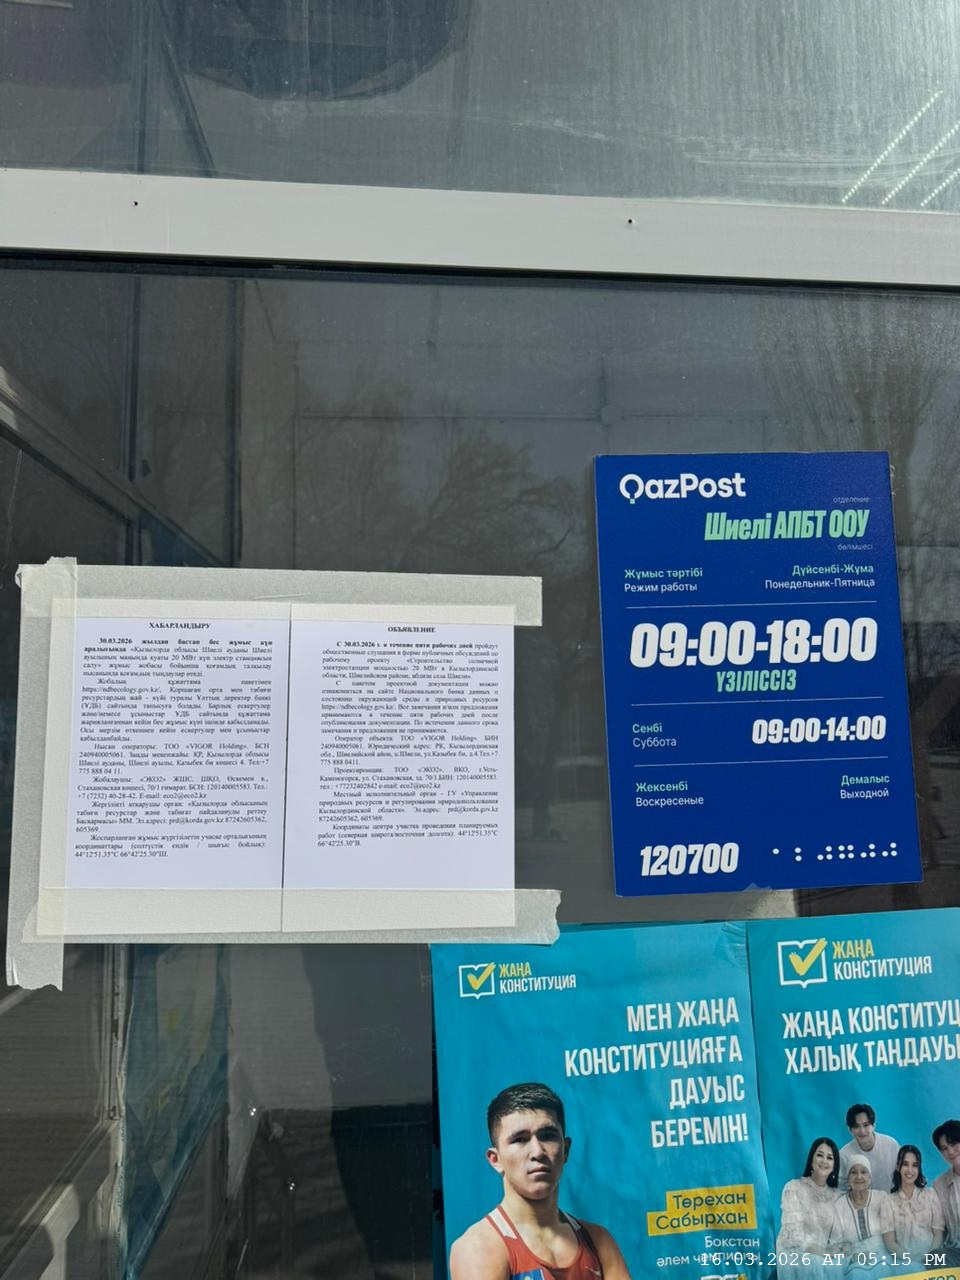 QazPost
отделение
Шиелі АПБТ ООУ
бөлімшесі
Жұмыс тәртібі
Режим работы
Дүйсенбі-Жұма
Понедельник-Пятница
09:00-18:00
ҮЗІЛІССІЗ
Сенбі
Суббота
09:00-14:00
Жексенбі
Воскресеные
Демалыс
Выходной
120700
ХАБАРЛАНДЫРУ
30.03.2026 жылдан бастап бес жұмыс күн
аралығында «Қызылорда облысы Шиелі ауданы Шиелі
ауылының маңында қуаты 20 МВт күн электр станциясын
салу» жұмыс жобасы бойынша қоғамдық талқылау
нысанында қоғамдық тыңдаулар өтеді.
Жобалық құжаттама пакетімен
https://ndbecology.gov.kz/, Қоршаған орта мен табиғи
ресурстардың жай - күйі туралы Ұлттық деректер банкі
(ҰДБ) сайтында танысуға болады. Барлық ескертулер
және/немесе ұсыныстар ҰДБ сайтында құжаттама
жарияланғаннан кейін бес жұмыс күні ішінде қабылданады.
Осы мерзім өткеннен кейін ескертулер мен ұсыныстар
қабылданбайды.
Нысан операторы: ТОО «VIGOR Holding». БСН
240940005061. Заңды мекенжайы: ҚР, Қызылорда облысы
Шиелі ауданы, Шиелі ауылы, Қазыбек би көшесі 4. Тел:+7
775 888 04 11.
Жобалаушы: «ЭКО2» ЖШС. ШҚО, Өскемен қ.,
Стахановская көшесі, 70/1 ғимарат. БСН: 120140005583. Тел.:
+7 (7232) 40-28-42. E-mail: eco2@eco2.kz
Жергілікті атқарушы орган: «Қызылорда облысының
табиғи ресурстар және табиғат пайдалануды реттеу
Басқармасы» ММ. Эл.адресі: prd@korda.gov.kz 87242605362,
605369.
Жоспарланған жұмыс жүргізілетін учаске орталығының
координаттары (солтүстік ендік / шығыс бойлық):
44°12'51.35"С 66°42'25.30"Ш.
ОБЪЯВЛЕНИЕ
С 30.03.2026 г. в течение пяти рабочих дней пройдут
общественные слушания в форме публичных обсуждений по
рабочему проекту «Строительство солнечной
электростанции мощностью 20 МВт в Кызылординской
области, Шиелийском районе, вблизи села Шиели».
С пакетом проектной документации можно
ознакомиться на сайте Национального банка данных о
состоянии окружающей среды и природных ресурсов
https://ndbecology.gov.kz/. Все замечания и/или предложения
принимаются в течение пяти рабочих дней после
опубликования документации. По истечении данного срока
замечания и предложения не принимаются.
Оператор объекта: ТОО «VIGOR Holding». БИН
240940005061. Юридический адрес: РК, Кызылординская
обл., Шиелийский район, п.Шиели, ул.Казыбек би, д.4.Тел.+7
775 888 0411.
Проектировщик: ТОО «ЭКО2». ВКО, г.Усть-
Каменогорск, ул. Стахановская, зд. 70/1.БИН: 120140005583.
тел.: +77232402842 e-mail: eco2@eco2.kz
Местный исполнительный орган - ГУ «Управление
природных ресурсов и регулирования природопользования
Кызылординской области». Эл.адрес: prd@korda.gov.kz
87242605362, 605369.
Координаты центра участка проведения планируемых
работ (северная широта/восточная долгота): 44°12'51.35"С
66°42'25.30"В.
ЖАҢА
КОНСТИТУЦИЯ
МЕН ЖАҢА
КОНСТИТУЦИЯҒА
ДАУЫС
БЕРЕМІН!
Төрехан
Сабырхан
Бокстан
әлем чемпионы
ЖАҢА
КОНСТИТУЦИЯ
ЖАҢА КОНСТИТУЦ
ХАЛЫҚ ТАҢДАУЫ
16.03.2026 AT 05:15 PM